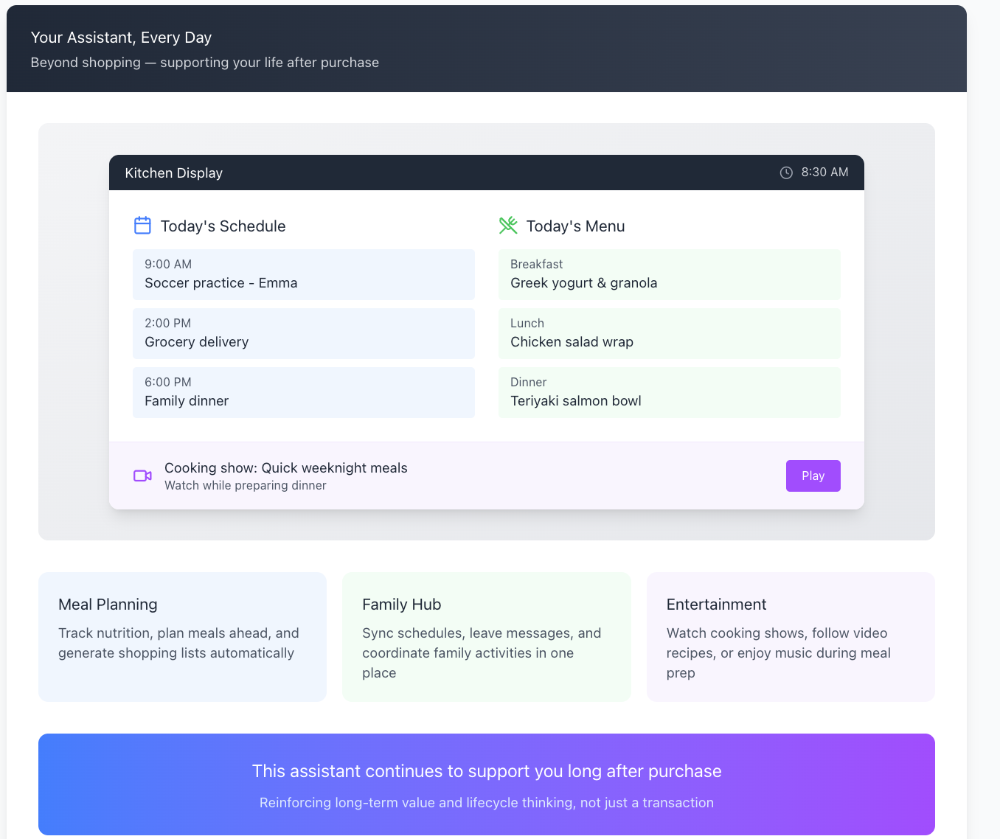 Your Assistant, Every Day
Beyond shopping — supporting your life after purchase
Kitchen Display
8:30 AM
Today's Schedule
9:00 AM
Soccer practice - Emma
2:00 PM
Grocery delivery
6:00 PM
Family dinner
Today's Menu
Breakfast
Greek yogurt & granola
Lunch
Chicken salad wrap
Dinner
Teriyaki salmon bowl
Cooking show: Quick weeknight meals
Watch while preparing dinner
Play
Meal Planning
Track nutrition, plan meals ahead, and
generate shopping lists automatically
Family Hub
Sync schedules, leave messages, and
coordinate family activities in one
place
Entertainment
Watch cooking shows, follow video
recipes, or enjoy music during meal
prep
This assistant continues to support you long after purchase
Reinforcing long-term value and lifecycle thinking, not just a transaction